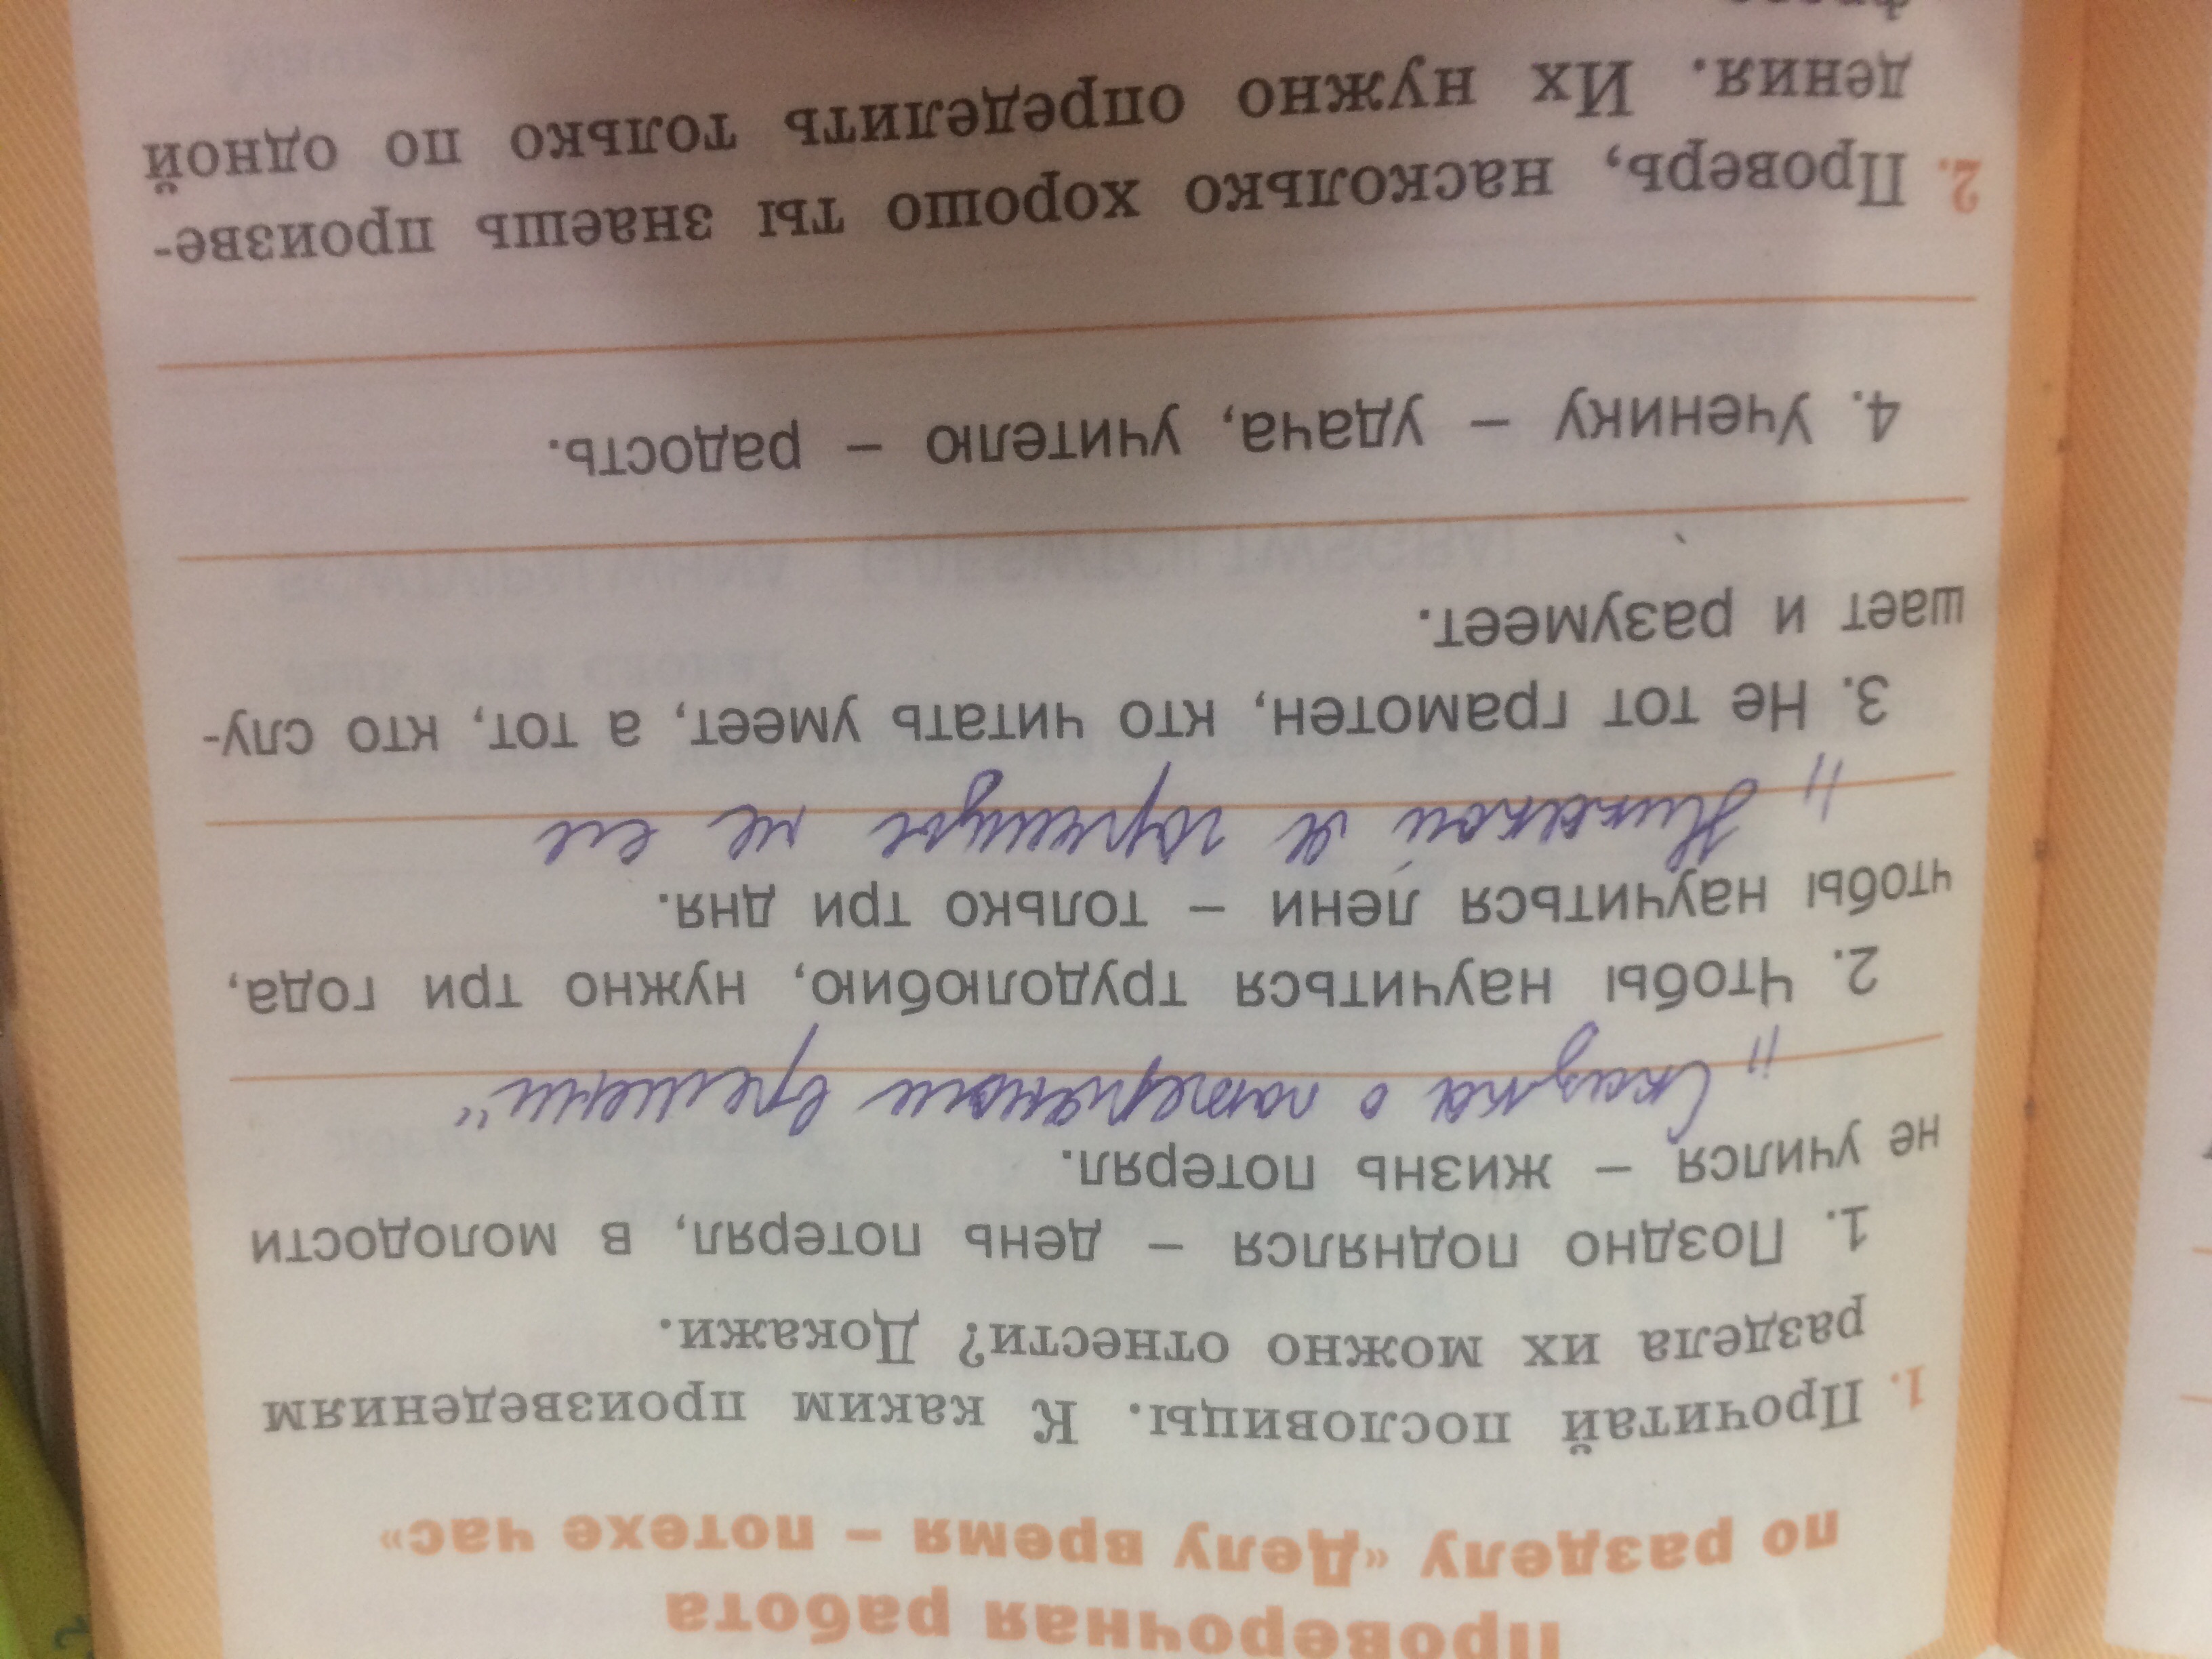 Проверочная работа
по разделу «Делу время – потехе час»
1. Прочитай пословицы. К каким произведениям
раздела их можно отнести? Докажи.
1. Поздно поднялся – день потерял, в молодости
не учился – жизнь потерял.
"Сказка о потерянном времени"
2. Чтобы научиться трудолюбию, нужно три года,
чтобы научиться лени – только три дня.
"Никакой я горчицы не ел
3. Не тот грамотен, кто читать умеет, а тот, кто слу-
шает и разумеет.
4. Ученику – удача, учителю – радость.
2. Проверь, насколько хорошо ты знаешь произве-
дения. Их нужно определить только по одной